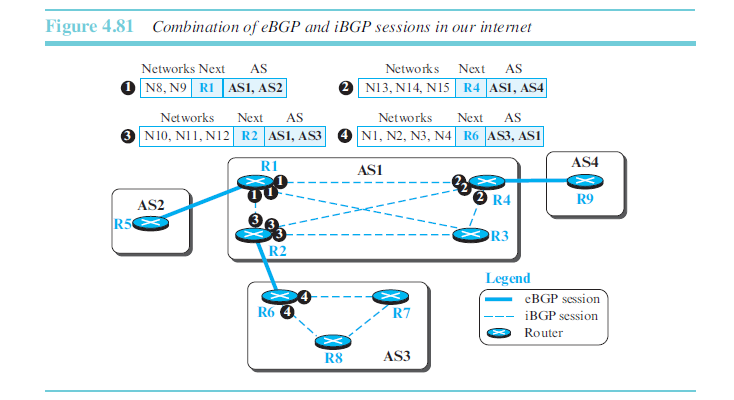 Figure 4.81 Combination of eBGP and iBGP sessions in our internet
Networks Next AS
1 N8, N9 R1 AS1, AS2
Networks Next AS
2 N13, N14, N15 R4 AS1, AS4
Networks Next AS
3 N10, N11, N12 R2 AS1, AS3
Networks Next AS
4 N1, N2, N3, N4 R6 AS3, AS1
R1
AS1
AS4
1
2
1 1
2
2
R4
R9
AS2
R5
3
3
3
R3
R2
Legend
eBGP session
iBGP session
Router
4
R6
4
R7
R8
AS3